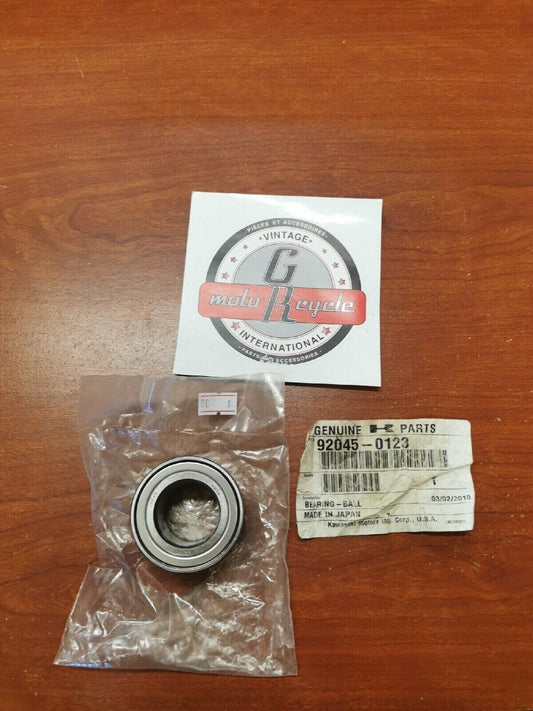 · PIÈCES ET ACCESSOIRES ·
· VINTAGE ·
G
moto R cycle
INTERNATIONAL
· PARTS AND ACCESSORIES ·
GENUINE PARTS
92045-0123
1
03/02/2010
BEARING-BALL
MADE IN JAPAN
Kawasaki Motors Mfg. Corp., U.S.A.